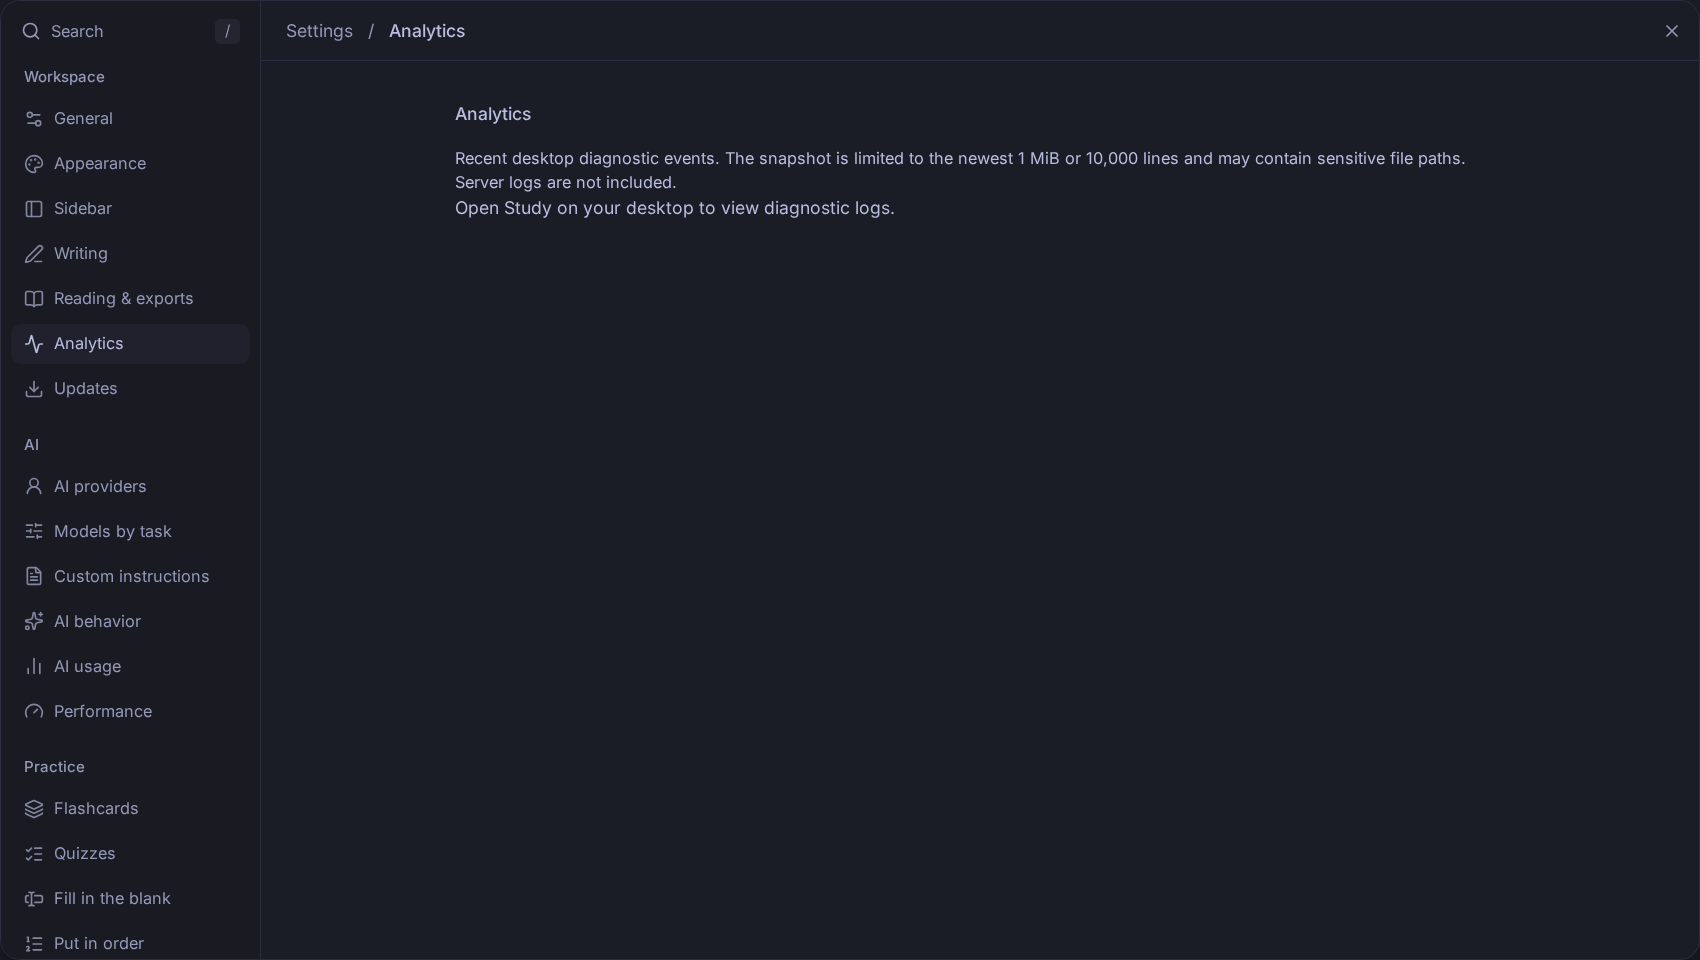 Search
/
Workspace
General
Appearance
Sidebar
Writing
Reading & exports
Analytics
Updates
AI
AI providers
Models by task
Custom instructions
AI behavior
AI usage
Performance
Practice
Flashcards
Quizzes
Fill in the blank
Put in order
Settings / Analytics
Analytics
Recent desktop diagnostic events. The snapshot is limited to the newest 1 MiB or 10,000 lines and may contain sensitive file paths.
Server logs are not included.
Open Study on your desktop to view diagnostic logs.